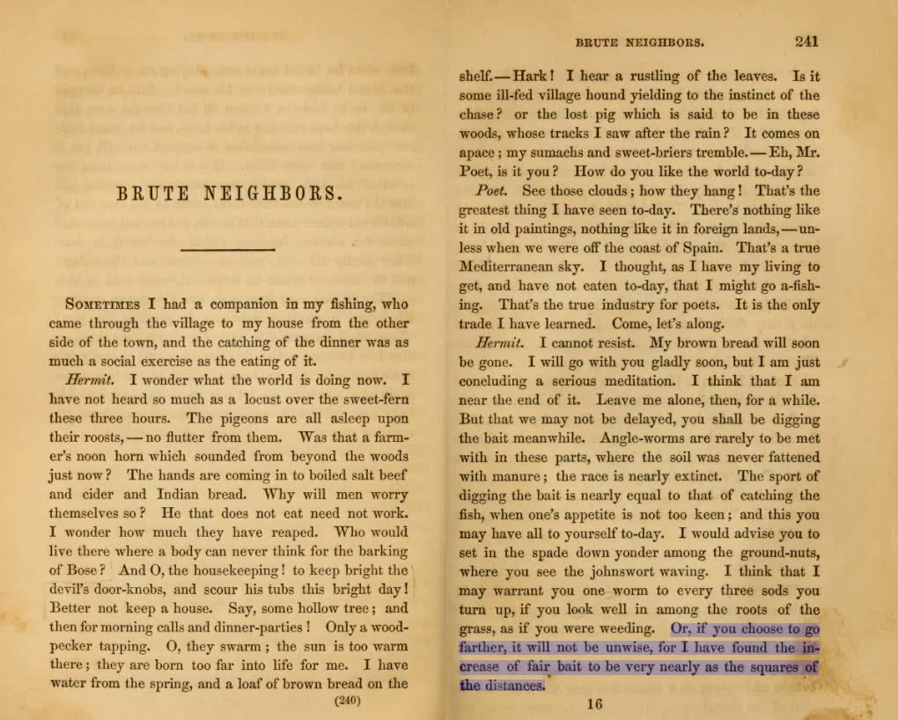 BRUTE NEIGHBORS.
SOMETIMES I had a companion in my fishing, who
came through the village to my house from the other
side of the town, and the catching of the dinner was as
much a social exercise as the eating of it.
Hermit. I wonder what the world is doing now. I
have not heard so much as a locust over the sweet-fern
these three hours. The pigeons are all asleep upon
their roosts,—no flutter from them. Was that a farm-
er's noon horn which sounded from beyond the woods
just now? The hands are coming in to boiled salt beef
and cider and Indian bread. Why will men worry
themselves so? He that does not eat need not work.
I wonder how much they have reaped. Who would
live there where a body can never think for the barking
of Bose? And O, the housekeeping! to keep bright the
devil's door-knobs, and scour his tubs this bright day!
Better not keep a house. Say, some hollow tree; and
then for morning calls and dinner-parties! Only a wood-
pecker tapping. O, they swarm; the sun is too warm
there; they are born too far into life for me. I have
water from the spring, and a loaf of brown bread on the
(240)
BRUTE NEIGHBORS. 241
shelf.—Hark! I hear a rustling of the leaves. Is it
some ill-fed village hound yielding to the instinct of the
chase? or the lost pig which is said to be in these
woods, whose tracks I saw after the rain? It comes on
apace; my sumachs and sweet-briers tremble.—Eh, Mr.
Poet, is it you? How do you like the world to-day?
Poet. See those clouds; how they hang! That's the
greatest thing I have seen to-day. There's nothing like
it in old paintings, nothing like it in foreign lands,—un-
less when we were off the coast of Spain. That's a true
Mediterranean sky. I thought, as I have my living to
get, and have not eaten to-day, that I might go a-fish-
ing. That's the true industry for poets. It is the only
trade I have learned. Come, let's along.
Hermit. I cannot resist. My brown bread will soon
be gone. I will go with you gladly soon, but I am just
concluding a serious meditation. I think that I am
near the end of it. Leave me alone, then, for a while.
But that we may not be delayed, you shall be digging
the bait meanwhile. Angle-worms are rarely to be met
with in these parts, where the soil was never fattened
with manure; the race is nearly extinct. The sport of
digging the bait is nearly equal to that of catching the
fish, when one's appetite is not too keen; and this you
may have all to yourself to-day. I would advise you to
set in the spade down yonder among the ground-nuts,
where you see the johnswort waving. I think that I
may warrant you one worm to every three sods you
turn up, if you look well in among the roots of the
grass, as if you were weeding. Or, if you choose to go
farther, it will not be unwise, for I have found the in-
crease of fair bait to be very nearly as the squares of
the distances.
16